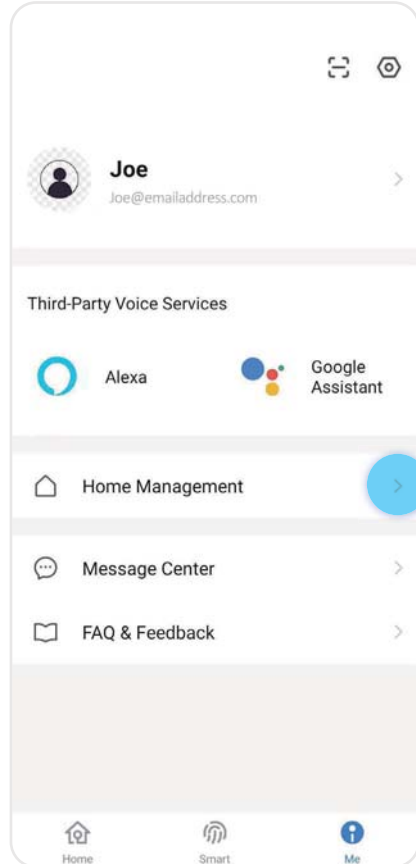 Joe
Joe@emailaddress.com
Third-Party Voice Services
Alexa
Google
Assistant
Home Management
Message Center
FAQ & Feedback
Home
Smart
Me